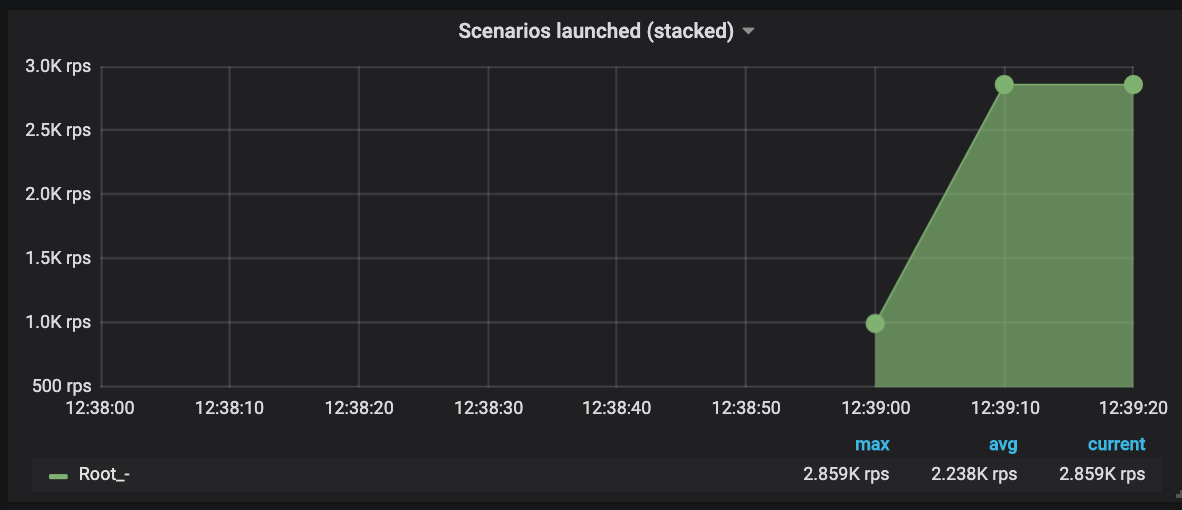 Scenarios launched (stacked)
3.0K rps
2.5K rps
2.0K rps
1.5K rps
1.0K rps
500 rps
12:38:00 12:38:10 12:38:20 12:38:30 12:38:40 12:38:50 12:39:00 12:39:10 12:39:20
max avg current
Root_- 2.859K rps 2.238K rps 2.859K rps